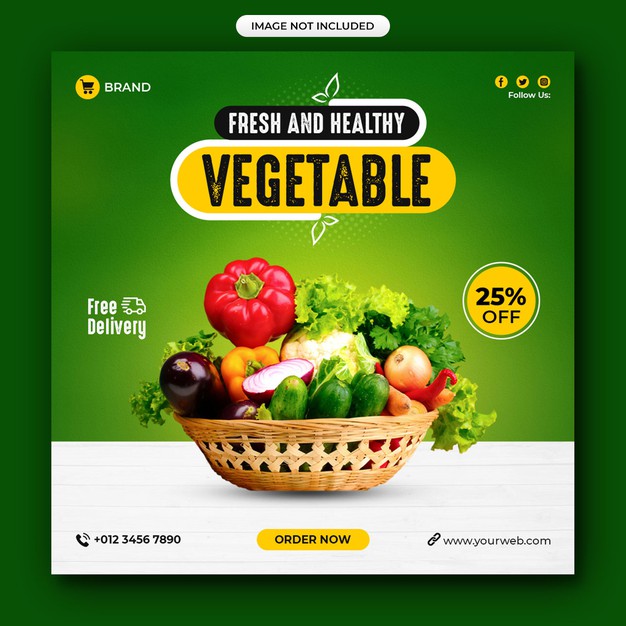 IMAGE NOT INCLUDED
BRAND
Follow Us:
FRESH AND HEALTHY
VEGETABLE
Free
Delivery
25%
OFF
+012 3456 7890
ORDER NOW
www.yourweb.com